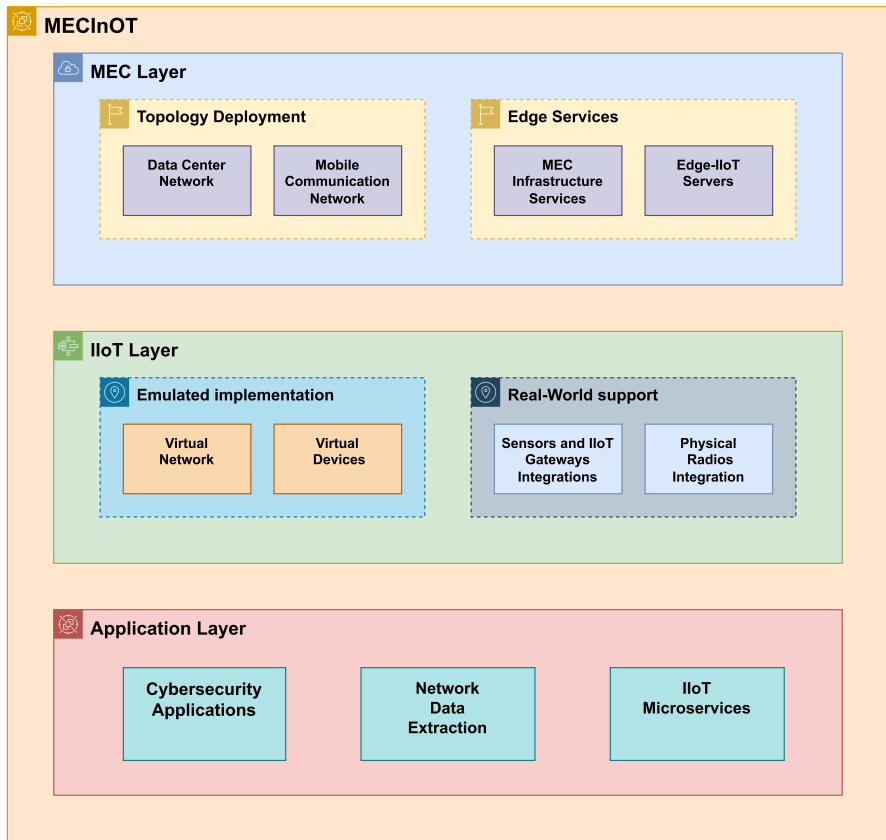 MECInOT
MEC Layer
Topology Deployment
Data Center
Network
Mobile
Communication
Network
Edge Services
MEC
Infrastructure
Services
Edge-IIoT
Servers
IIoT Layer
Emulated implementation
Virtual
Network
Virtual
Devices
Real-World support
Sensors and IIoT
Gateways
Integrations
Physical
Radios
Integration
Application Layer
Cybersecurity
Applications
Network
Data
Extraction
IIoT
Microservices